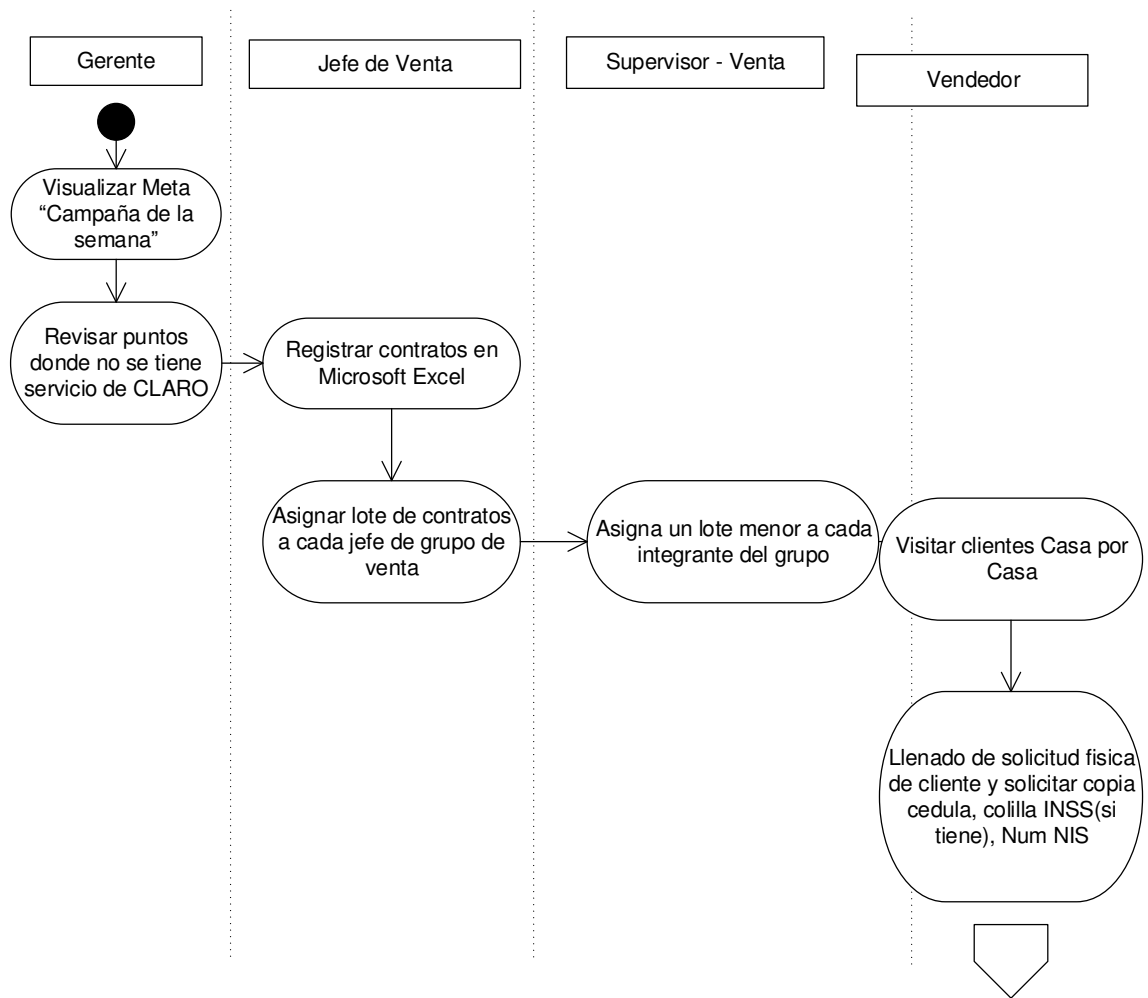 Gerente
Jefe de Venta
Supervisor - Venta
Vendedor
Visualizar Meta
“Campaña de la
semana”
Revisar puntos
donde no se tiene
servicio de CLARO
Registrar contratos en
Microsoft Excel
Asignar lote de contratos
a cada jefe de grupo de
venta
Asigna un lote menor a cada
integrante del grupo
Visitar clientes Casa por
Casa
Llenado de solicitud fisica
de cliente y solicitar copia
cedula, colilla INSS(si
tiene), Num NIS